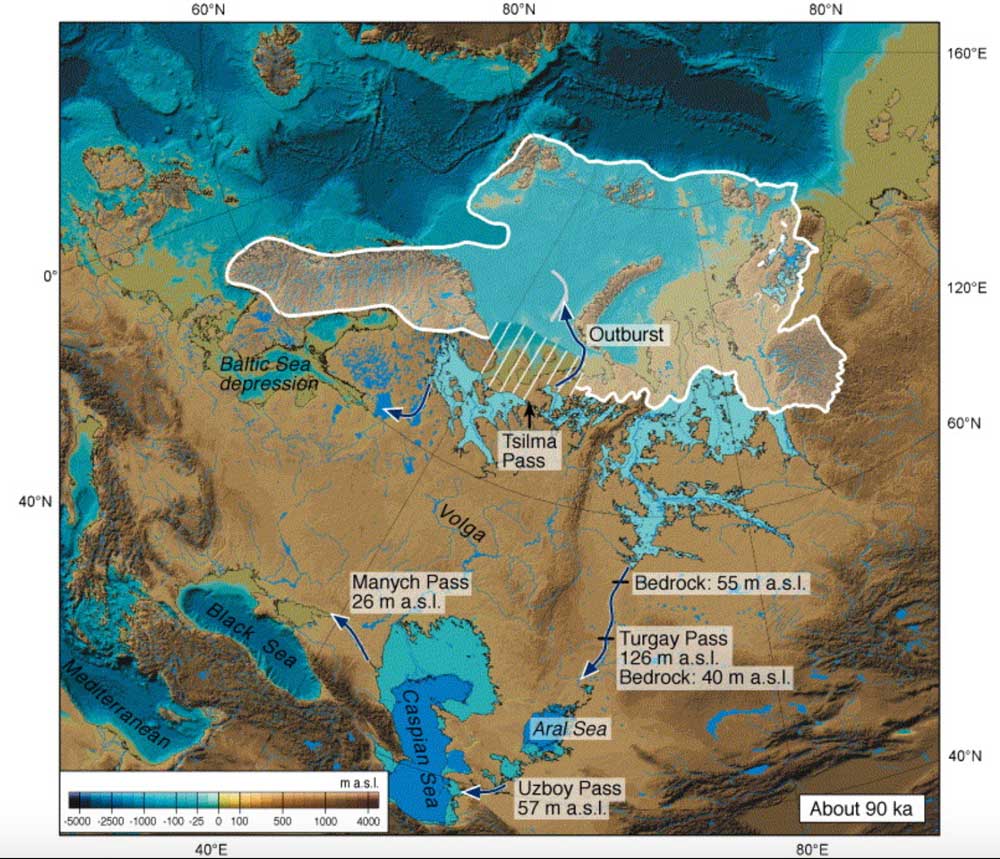 60°N
80°N
80°N
160°E
0°
120°E
Outburst
Baltic Sea
depression
60°N
Tsilma
Pass
40°N
Volga
Manych Pass
26 m a.s.l.
Bedrock: 55 m a.s.l.
Black Sea
Turgay Pass
126 m a.s.l.
Bedrock: 40 m a.s.l.
Mediterranean
Caspian Sea
Aral Sea
40°N
m a.s.l.
-5000 -2500 -1000 -100 -25 0 100 500 1000 4000
Uzboy Pass
57 m a.s.l.
About 90 ka
40°E
80°E